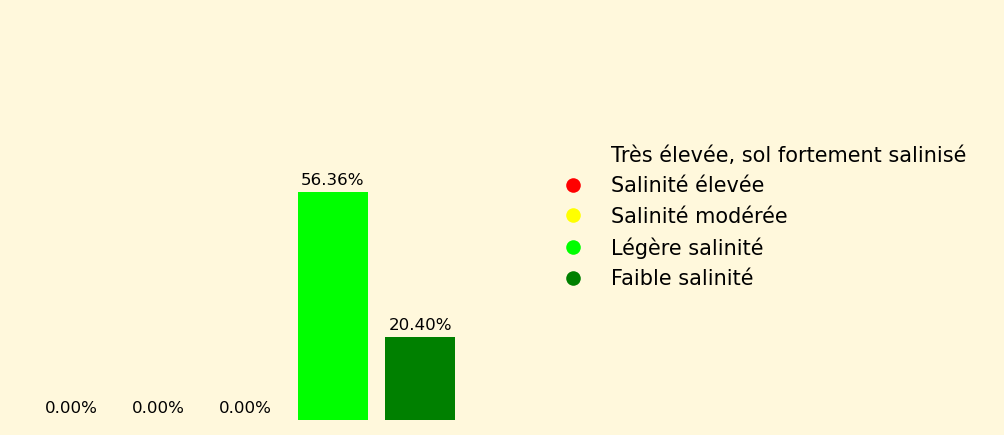 56.36%
20.40%
0.00%
0.00%
0.00%
Très élevée, sol fortement salinisé
Salinité élevée
Salinité modérée
Légère salinité
Faible salinité